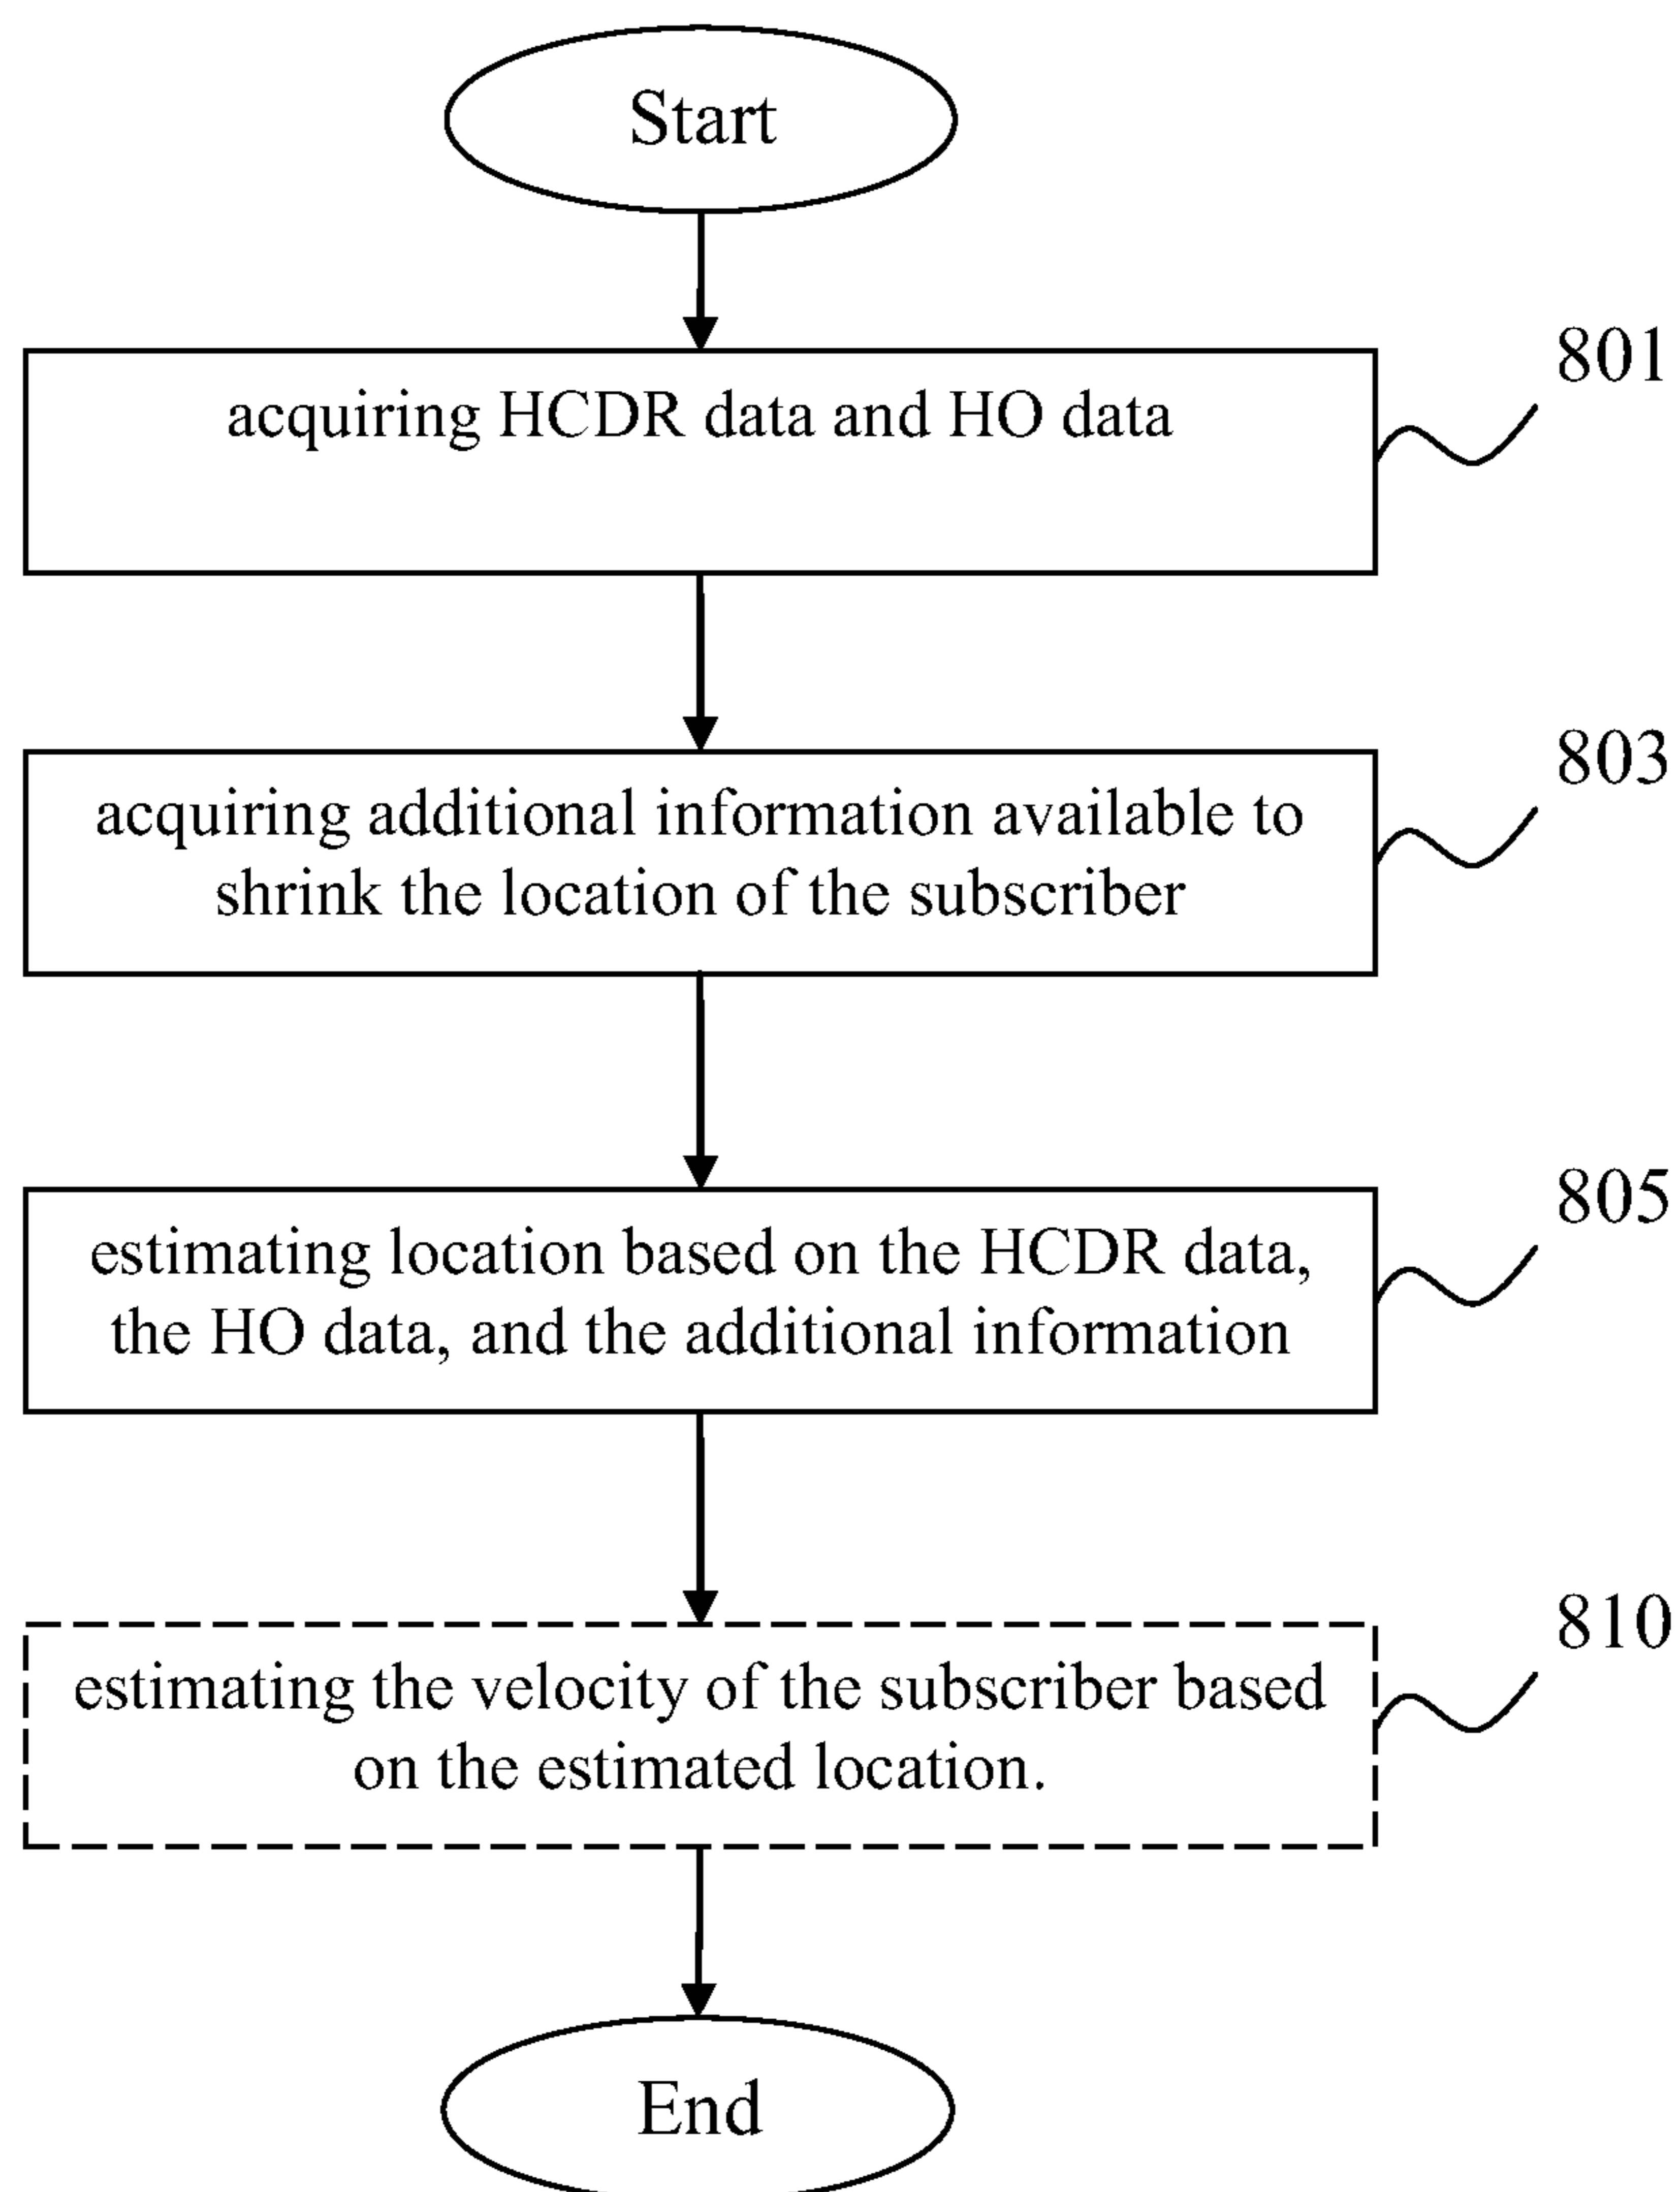 Start
801
acquiring HCDR data and HO data
803
acquiring additional information available to
shrink the location of the subscriber
805
estimating location based on the HCDR data,
the HO data, and the additional information
810
estimating the velocity of the subscriber based
on the estimated location.
End